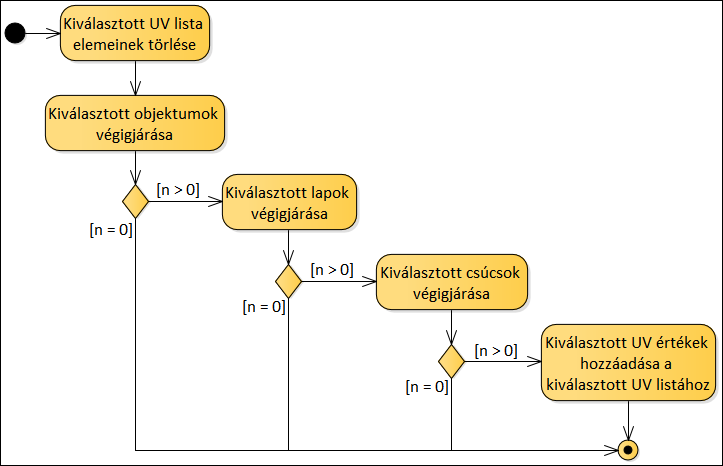 Kiválasztott UV lista
elemeinek törlése
Kiválasztott objektumok
végigjárása
[n > 0]
[n = 0]
Kiválasztott lapok
végigjárása
[n > 0]
[n = 0]
Kiválasztott csúcsok
végigjárása
[n > 0]
[n = 0]
Kiválasztott UV értékek
hozzáadása a
kiválasztott UV listához